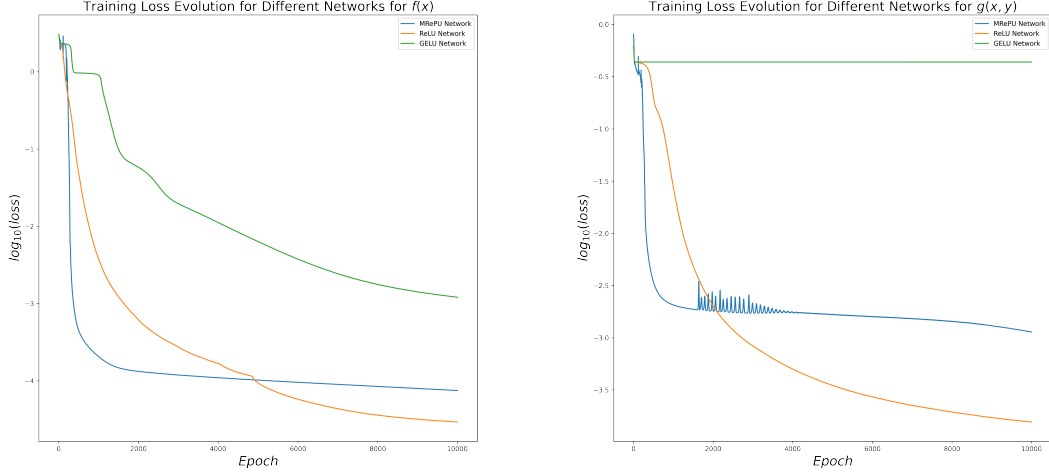 Training Loss Evolution for Different Networks for f(x)
MRePU Network
ReLU Network
GELU Network
0
−1
−2
−3
−4
log₁₀(loss)
0 2000 4000 6000 8000 10000
Epoch
Training Loss Evolution for Different Networks for g(x, y)
MRePU Network
ReLU Network
GELU Network
0.0
−0.5
−1.0
−1.5
−2.0
−2.5
−3.0
−3.5
log₁₀(loss)
0 2000 4000 6000 8000 10000
Epoch